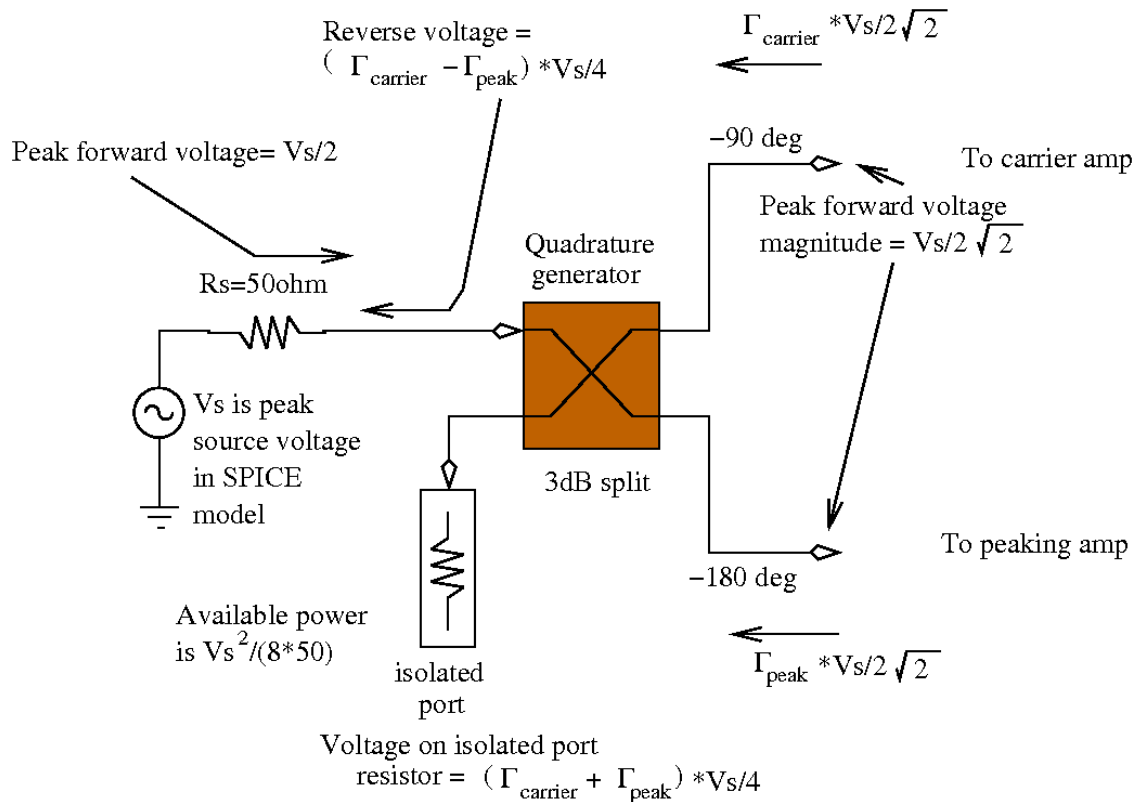 Reverse voltage =
( Γcarrier −Γpeak) *Vs/4
Γcarrier *Vs/2√2
Peak forward voltage= Vs/2
−90 deg
To carrier amp
Peak forward voltage
magnitude = Vs/2√2
Quadrature
generator
Rs=50ohm
Vs is peak
source voltage
in SPICE
model
3dB split
To peaking amp
−180 deg
Available power
is Vs²/(8*50)
isolated
port
Γpeak *Vs/2√2
Voltage on isolated port
resistor = (Γcarrier + Γpeak) *Vs/4